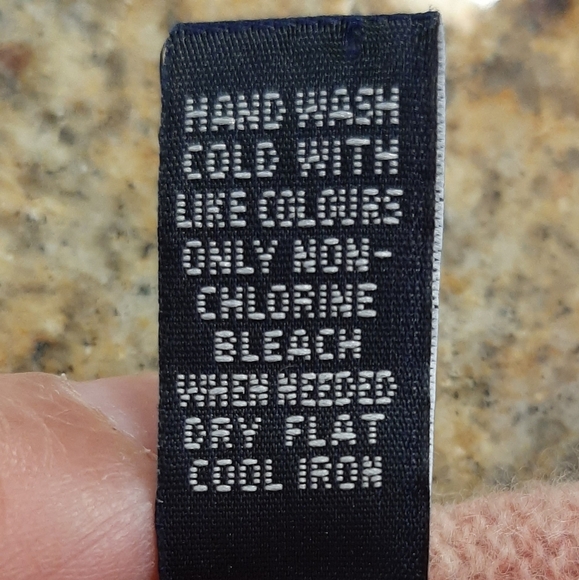 HAND WASH
COLD WITH
LIKE COLOURS
ONLY NON-
CHLORINE
BLEACH
WHEN NEEDED
DRY FLAT
COOL IRON